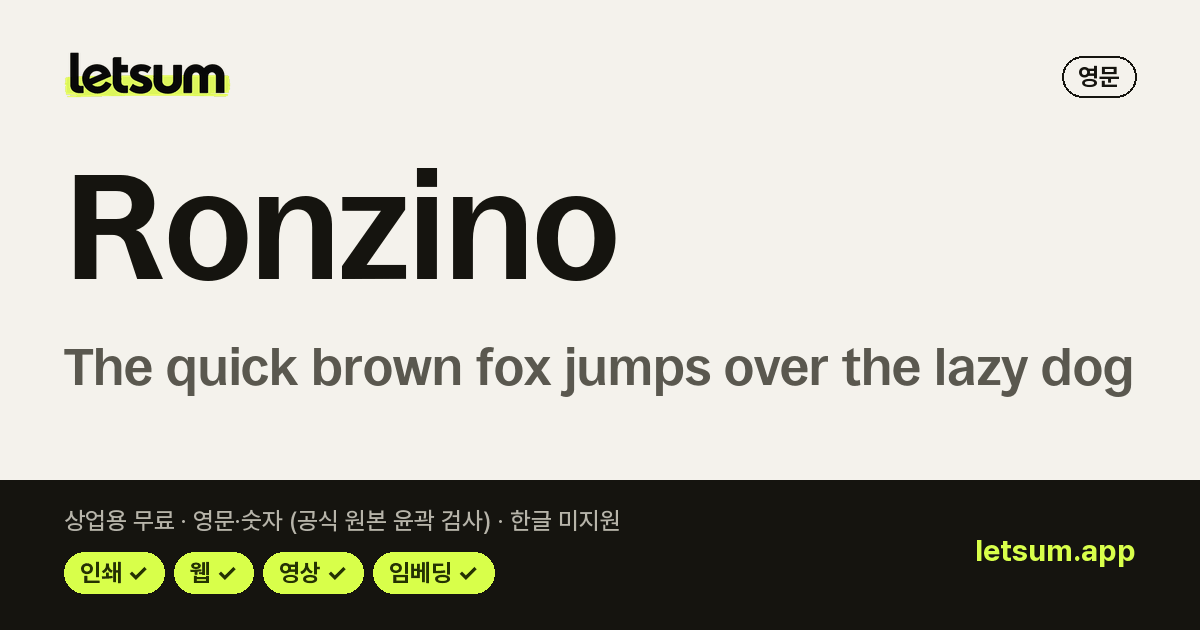 letsum
영문
Ronzino
The quick brown fox jumps over the lazy dog
상업용 무료 · 영문·숫자 (공식 원본 윤곽 검사) · 한글 미지원
인쇄 ✓ 웹 ✓ 영상 ✓ 임베딩 ✓
letsum.app